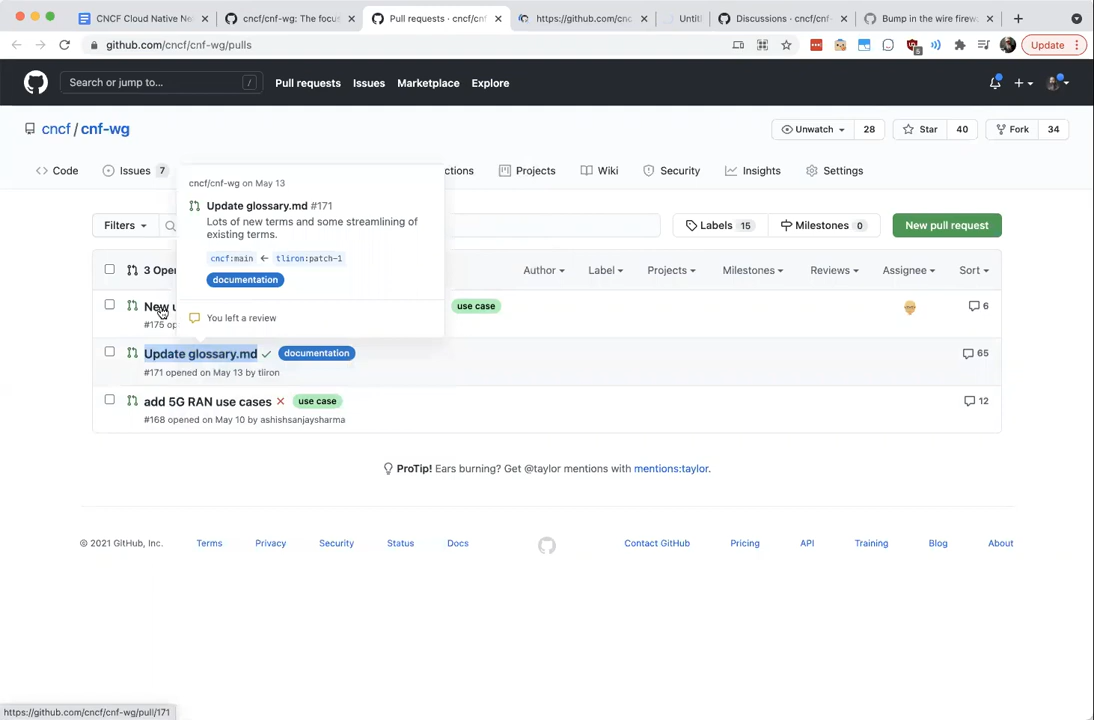 CNCF Cloud Native Ne
cncf/cnf-wg: The focus
Pull requests · cncf/cnf
https://github.com/cnc
Untitl
Discussions · cncf/cnf-
Bump in the wire firew
github.com/cncf/cnf-wg/pulls
5
Update
Search or jump to...
/
Pull requests
Issues
Marketplace
Explore
cncf / cnf-wg
Unwatch
28
Star
40
Fork
34
Code
Issues 7
ctions
Projects
Wiki
Security
Insights
Settings
cncf/cnf-wg on May 13
Update glossary.md #171
Lots of new terms and some streamlining of
existing terms.
cncf:main ← tliron:patch-1
documentation
You left a review
Filters
Labels 15
Milestones 0
New pull request
3 Oper
Author
Label
Projects
Milestones
Reviews
Assignee
Sort
New u
use case
6
#175 op
Update glossary.md
documentation
65
#171 opened on May 13 by tliron
add 5G RAN use cases
use case
12
#168 opened on May 10 by ashishsanjaysharma
ProTip! Ears burning? Get @taylor mentions with mentions:taylor.
© 2021 GitHub, Inc.
Terms
Privacy
Security
Status
Docs
Contact GitHub
Pricing
API
Training
Blog
About
https://github.com/cncf/cnf-wg/pull/171